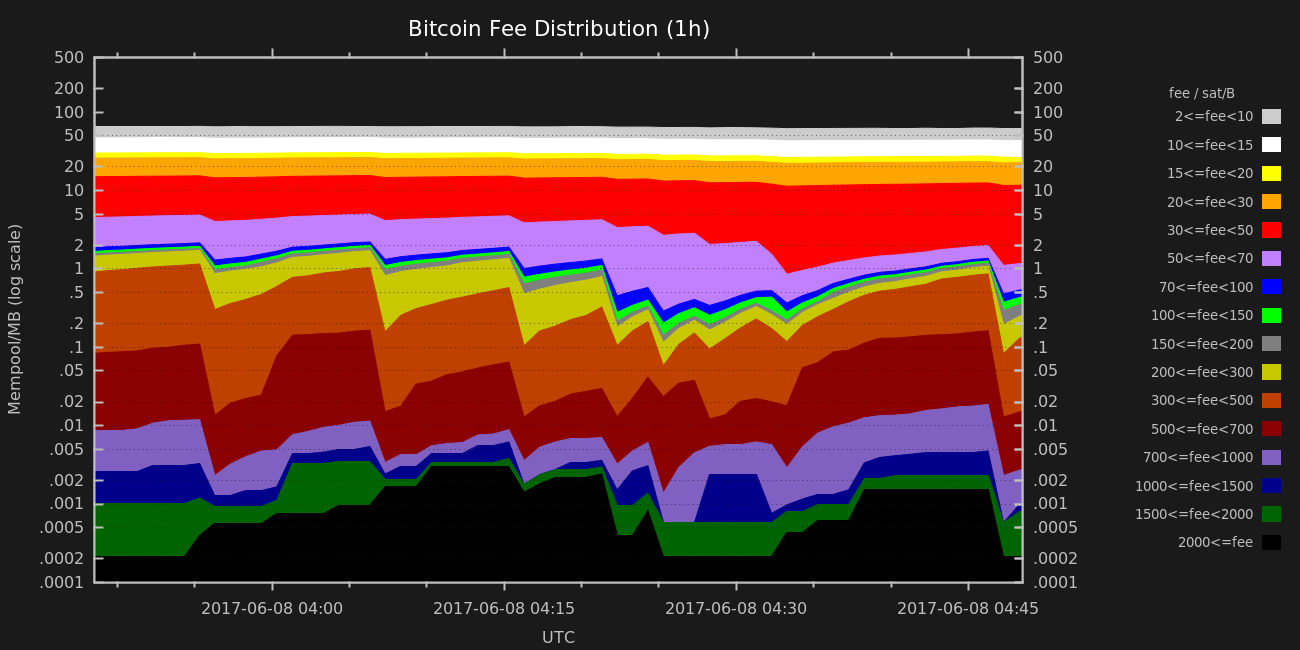 Bitcoin Fee Distribution (1h)
500
200
100
50
20
10
5
2
1
.5
.2
.1
.05
.02
.01
.005
.002
.001
.0005
.0002
.0001
Mempool/MB (log scale)
500
200
100
50
20
10
5
2
1
.5
.2
.1
.05
.02
.01
.005
.002
.001
.0005
.0002
.0001
2017-06-08 04:00
2017-06-08 04:15
2017-06-08 04:30
2017-06-08 04:45
UTC
fee / sat/B
2<=fee<10
10<=fee<15
15<=fee<20
20<=fee<30
30<=fee<50
50<=fee<70
70<=fee<100
100<=fee<150
150<=fee<200
200<=fee<300
300<=fee<500
500<=fee<700
700<=fee<1000
1000<=fee<1500
1500<=fee<2000
2000<=fee